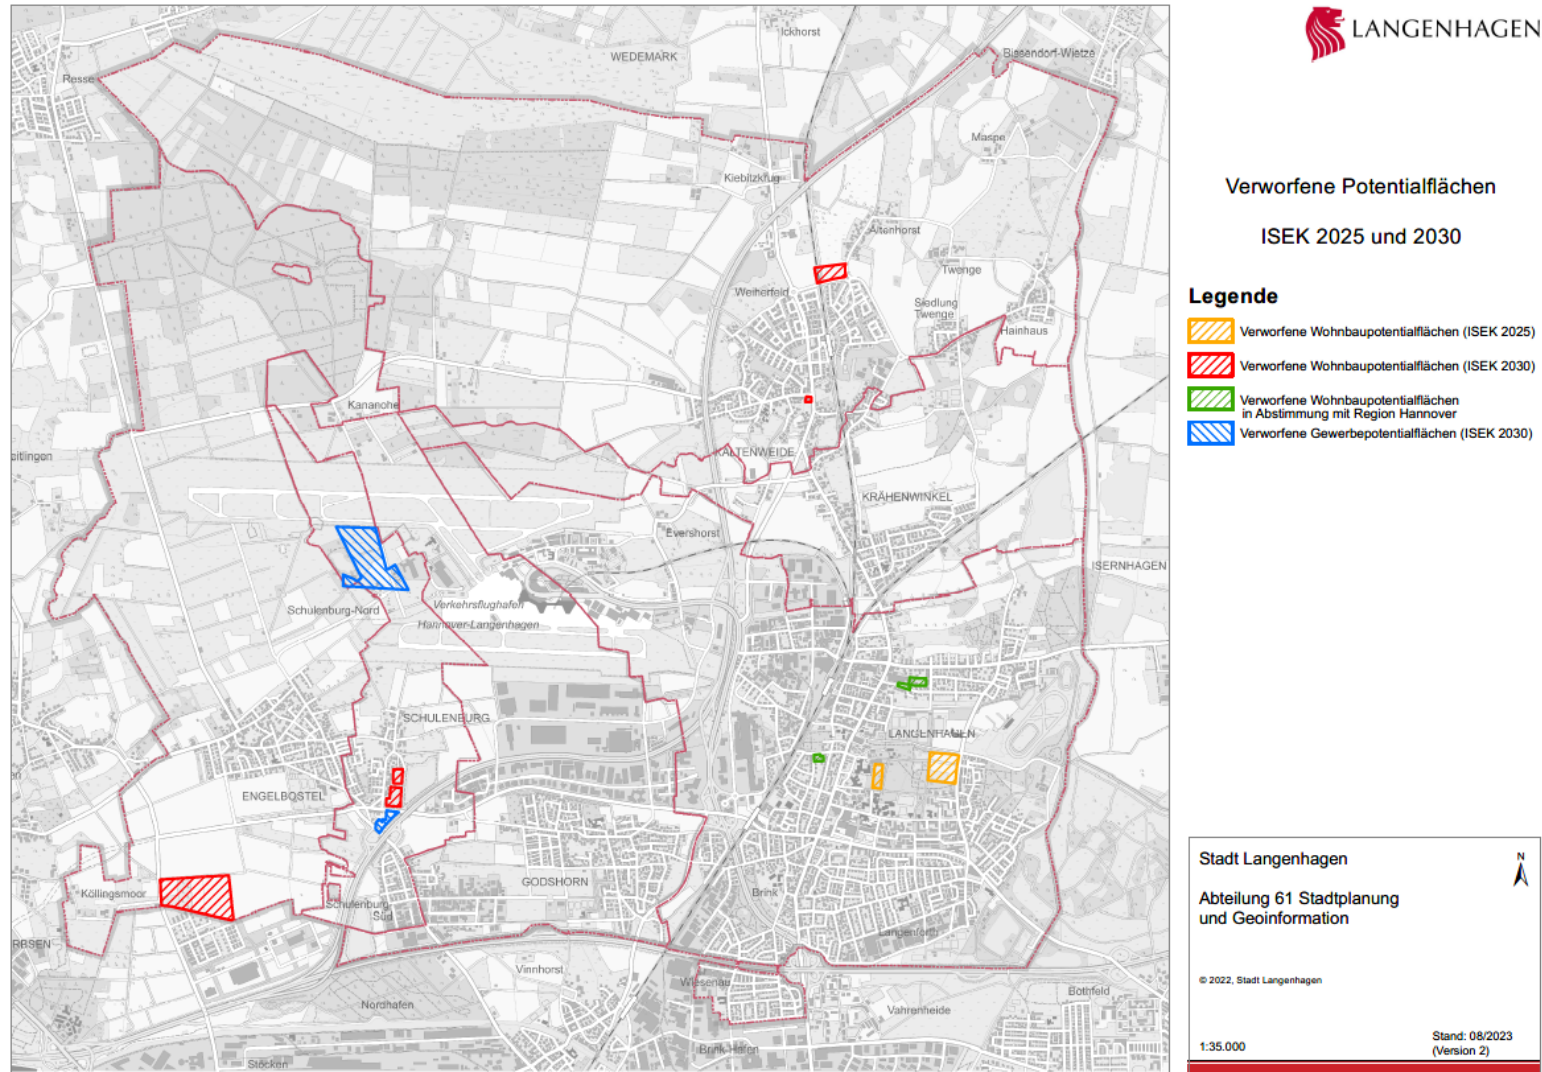 LANGENHAGEN
Verworfene Potentialflächen
ISEK 2025 und 2030
Legende
Verworfene Wohnbaupotentialflächen (ISEK 2025)
Verworfene Wohnbaupotentialflächen (ISEK 2030)
Verworfene Wohnbaupotentialflächen
in Abstimmung mit Region Hannover
Verworfene Gewerbepotentialflächen (ISEK 2030)
Ickhorst
WEDEMARK
Bissendorf-Wietze
Resse
Maspe
Kiebitzkrug
Altenhorst
Twenge
Weiherfeld
Siedlung
Twenge
Hainhaus
Kananohe
KALTENWEIDE
eitlingen
KRÄHENWINKEL
Evershorst
ISERNHAGEN
Schulenburg-Nord
Verkehrsflughafen
Hannover-Langenhagen
SCHULENBURG
LANGENHAGEN
ENGELBOSTEL
GODSHORN
Köllingsmoor
Brink
Schulenburg-
Süd
Langenforth
RBSEN
Vinnhorst
Wiesenau
Bothfeld
Nordhafen
Vahrenheide
Brink-Hafen
Stöcken
Stadt Langenhagen
N
Abteilung 61 Stadtplanung
und Geoinformation
© 2022, Stadt Langenhagen
1:35.000
Stand: 08/2023
(Version 2)